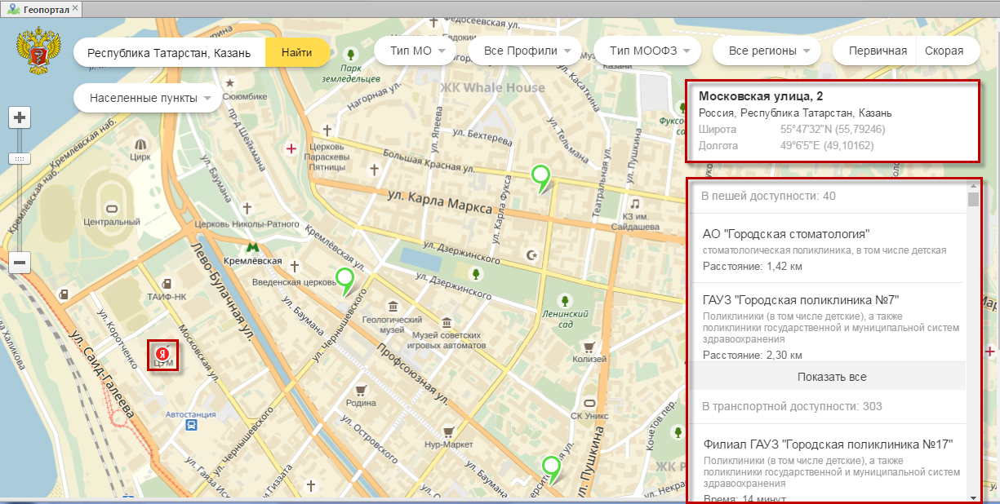 Геопортал
Республика Татарстан, Казань
Найти
Тип МО
Все Профили
Тип МООФЗ
Все регионы
Первичная
Скорая
Населенные пункты
Московская улица, 2
Россия, Республика Татарстан, Казань
Широта 55°47'32"N (55,79246)
Долгота 49°6'5"E (49,10162)
В пешей доступности: 40
АО "Городская стоматология"
стоматологическая поликлиника, в том числе детская
Расстояние: 1,42 км
ГАУЗ "Городская поликлиника №7"
Поликлиники (в том числе детские), а также
поликлиники государственной и муниципальной систем
здравоохранения
Расстояние: 2,30 км
Показать все
В транспортной доступности: 303
Филиал ГАУЗ "Городская поликлиника №17"
Поликлиники (в том числе детские), а также
поликлиники государственной и муниципальной систем
здравоохранения
Время: 14 минут
Федосеевская ул.
Парк
земледельцев
ЖК Whale House
Нагорная ул.
ул. Касаткина
Сююмбике
пр-д Шейкмана
Кремлёвская наб.
Кремлёвская наб.
Цирк
ул. Баумана
Церковь
Параскевы
Пятницы
ул. Япеева
ул. Бехтерева
ул. Тельмана
Большая Красная ул.
ул. Карла Маркса
ул. Карла Фукса
Театральная ул.
ул. Пушкина
КЗ им.
Сайдашева
Центральный
Церковь Николы-Ратного
Кремлёвская ул.
Кремлёвская
Введенская церковь
ул. Дзержинского
ул. Дзержинского
Лево-Булачная ул.
ТАИФ-НК
ул. Коротченко
Московская ул.
ул. Саид-Галеева
ЦУМ
Я
ул. Баумана
ул. Чернышевского
Геологический
музей
Музей советских
игровых автоматов
Ленинский
сад
Колизей
Профсоюзная ул.
Родина
ул. Островского
Нур-Маркет
СК Уникс
ул. Пушкина
Кочетов пер.
Автостанция
ул. Чернышевского
ул. Баумана